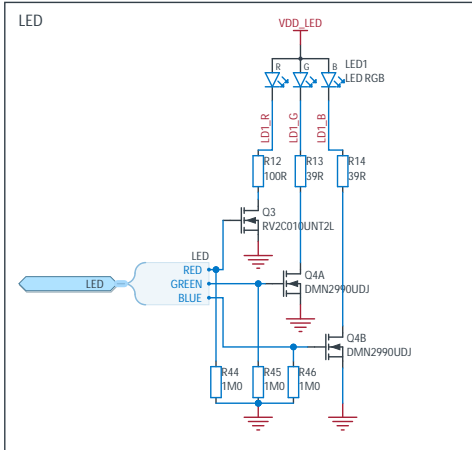 LED
VDD_LED
R
G
B
LED1
LED RGB
LD1_R
LD1_G
LD1_B
R12
100R
R13
39R
R14
39R
Q3
RV2C010UNT2L
LED
RED
GREEN
BLUE
LED
Q4A
DMN2990UDJ
Q4B
DMN2990UDJ
R44
1M0
R45
1M0
R46
1M0